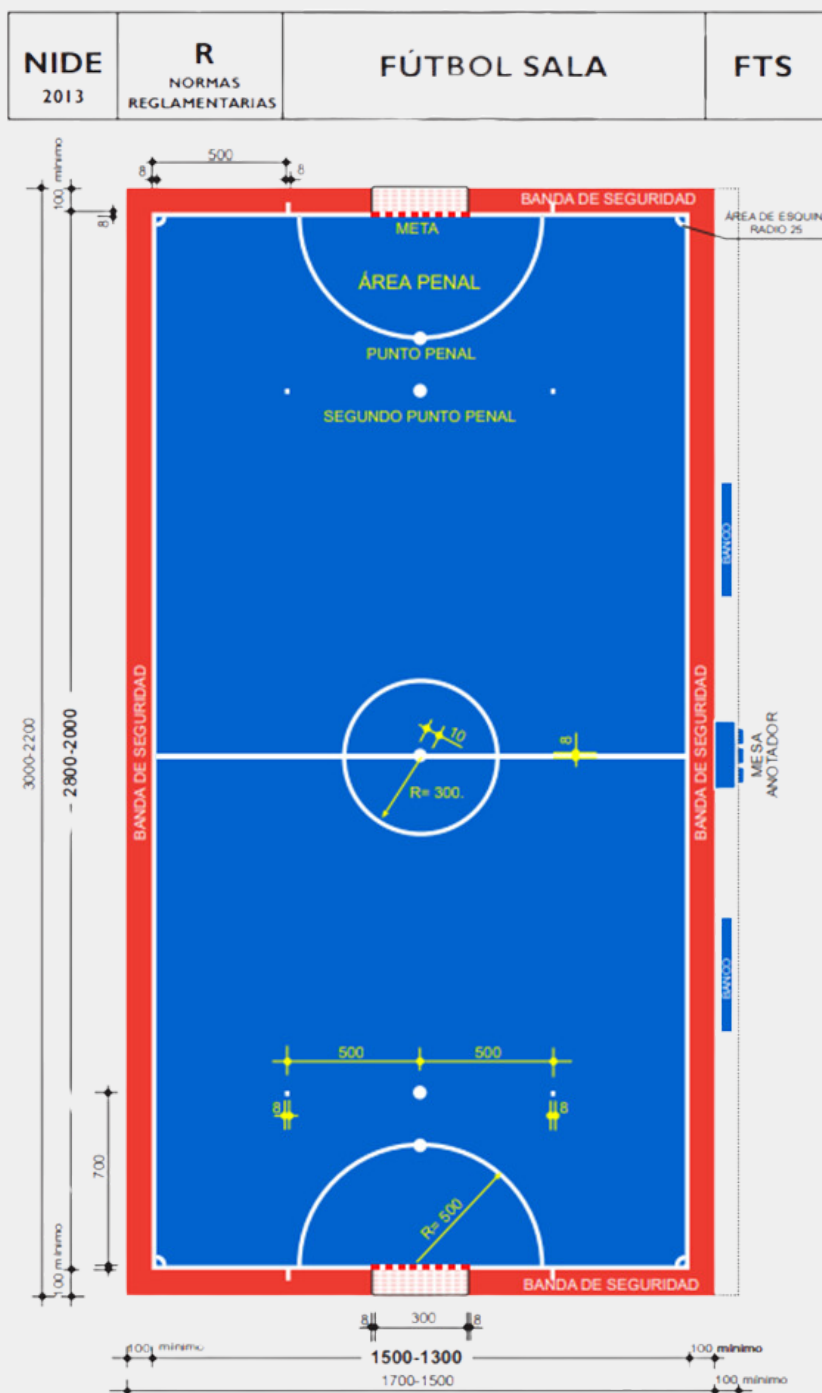 NIDE
2013
R
NORMAS
REGLAMENTARIAS
FÚTBOL SALA
FTS
500
8
8
100 mínimo
8
BANDA DE SEGURIDAD
META
ÁREA DE ESQUIN
RADIO 25
ÁREA PENAL
PUNTO PENAL
SEGUNDO PUNTO PENAL
BANCO
BANDA DE SEGURIDAD
BANDA DE SEGURIDAD
3000-2200
2800-2000
10
8
R= 300.
MESA
ANOTADOR
BANCO
500
500
8
8
700
R= 500
100 mínimo
BANDA DE SEGURIDAD
8
300
8
100 mínimo
1500-1300
100 mínimo
1700-1500
100 mínimo